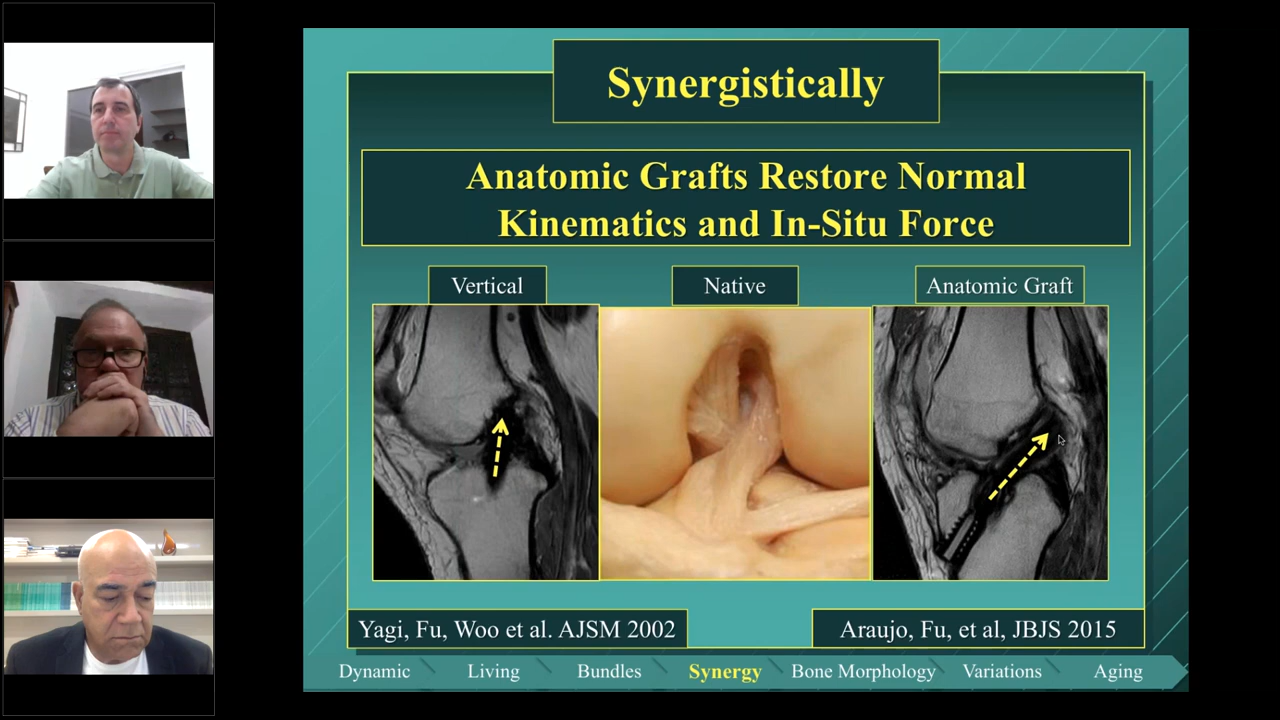 Synergistically
Anatomic Grafts Restore Normal
Kinematics and In-Situ Force
Vertical
Native
Anatomic Graft
Yagi, Fu, Woo et al. AJSM 2002
Araujo, Fu, et al, JBJS 2015
Dynamic
Living
Bundles
Synergy
Bone Morphology
Variations
Aging